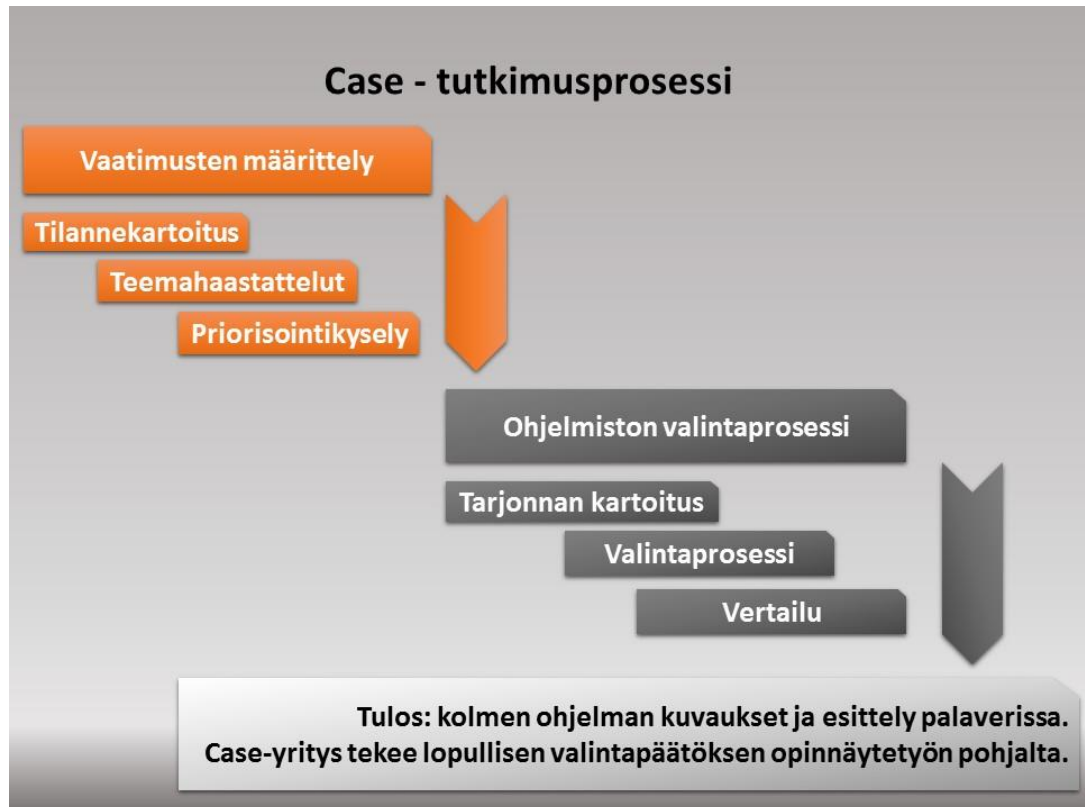 Case - tutkimusprosessi
Vaatimusten määrittely
Tilannekartoitus
Teemahaastattelut
Priorisointikysely
Ohjelmiston valintaprosessi
Tarjonnan kartoitus
Valintaprosessi
Vertailu
Tulos: kolmen ohjelman kuvaukset ja esittely palaverissa.
Case-yritys tekee lopullisen valintapäätöksen opinnäytetyön pohjalta.